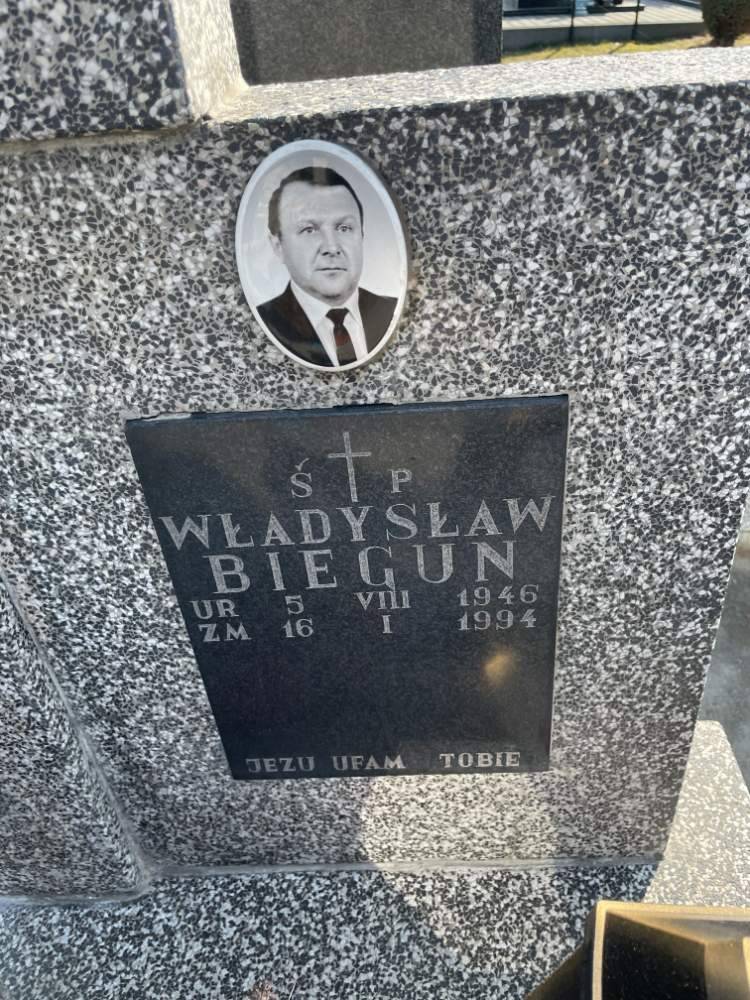 Ś P
WŁADYSŁAW
BIEGUN
UR 5 VIII 1946
ZM 16 I 1994
JEZU UFAM TOBIE